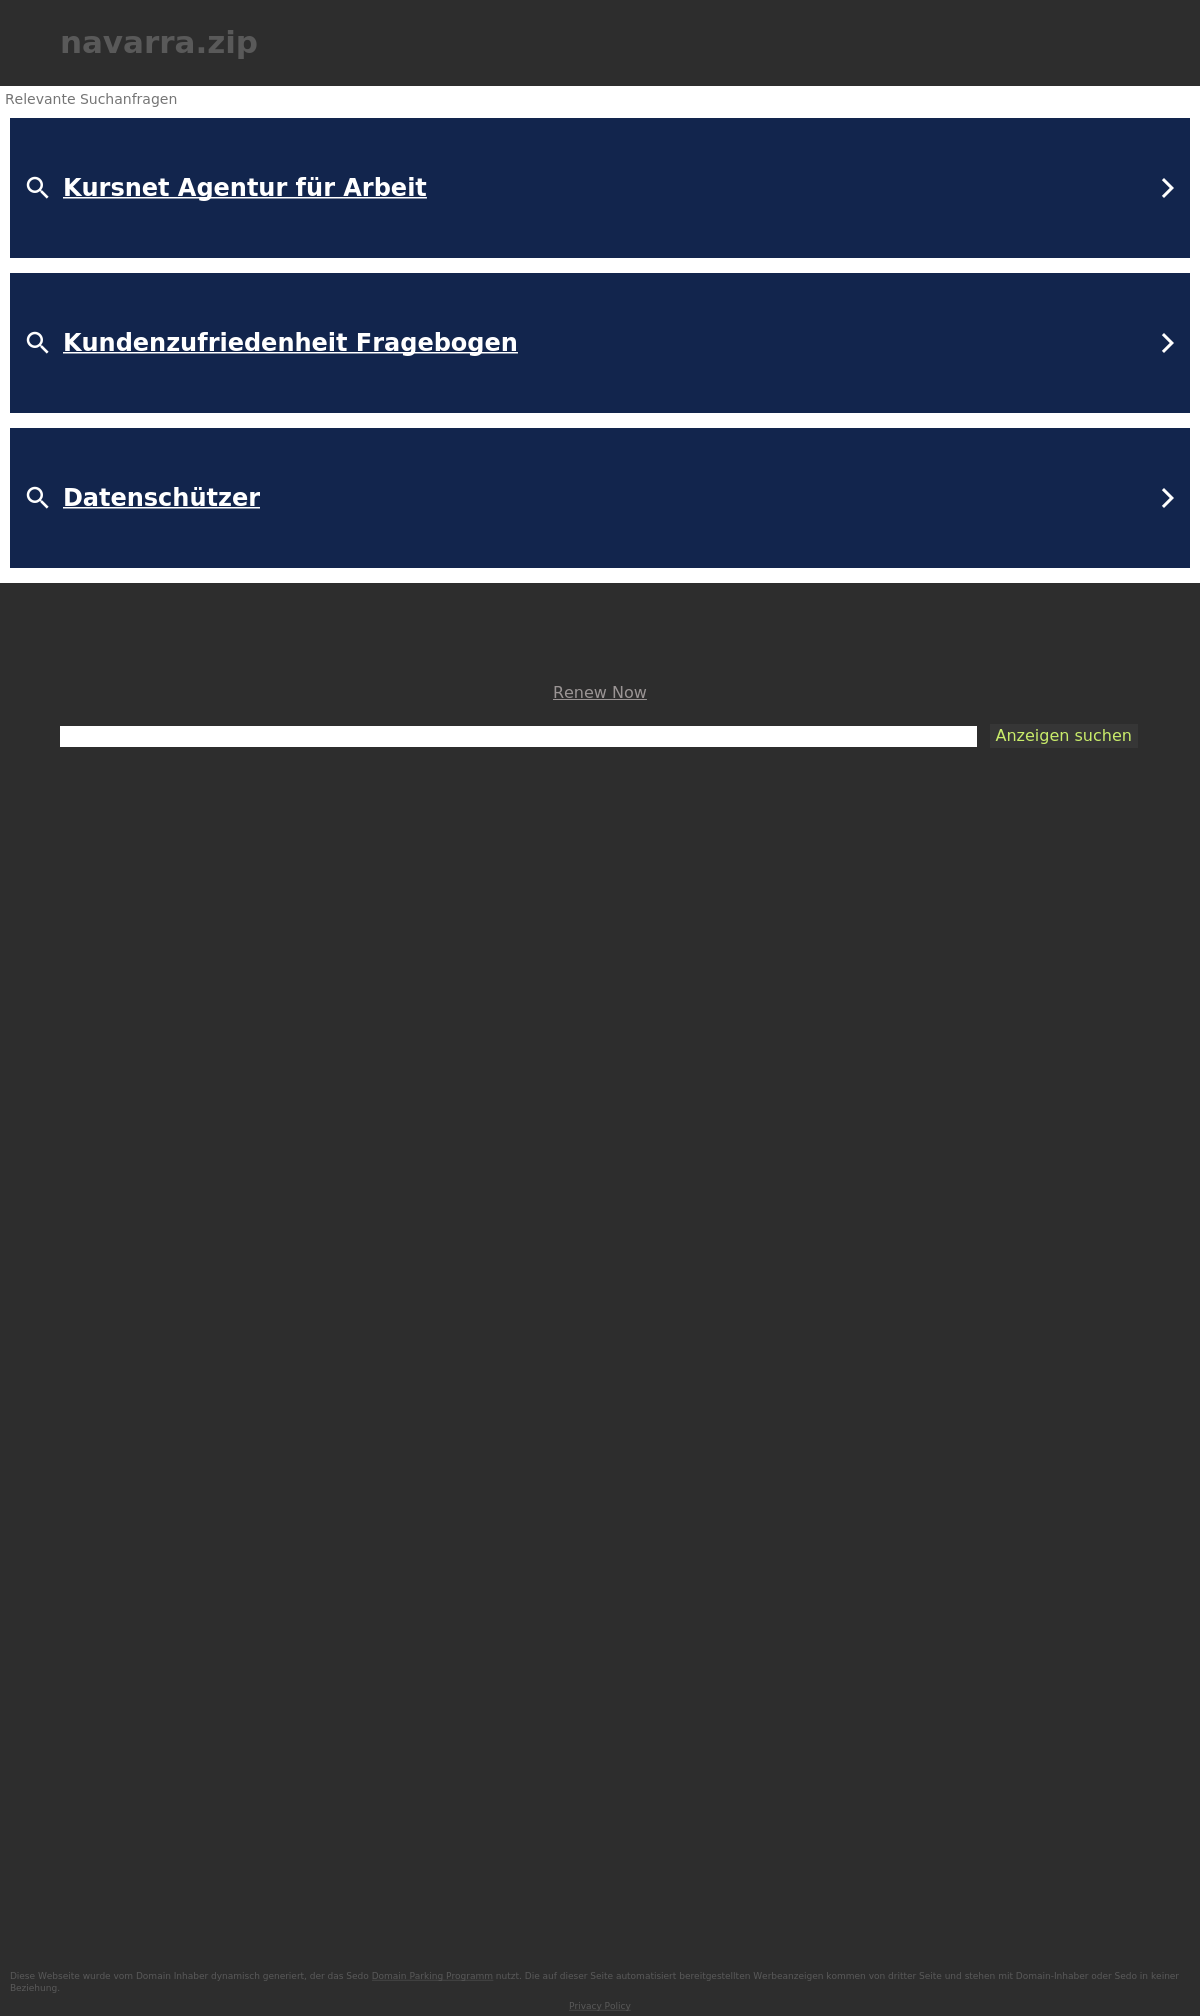 navarra.zip
Relevante Suchanfragen
Kursnet Agentur für Arbeit
Kundenzufriedenheit Fragebogen
Datenschützer
Renew Now
Anzeigen suchen
Diese Webseite wurde vom Domain Inhaber dynamisch generiert, der das Sedo Domain Parking Programm nutzt. Die auf dieser Seite automatisiert bereitgestellten Werbeanzeigen kommen von dritter Seite und stehen mit Domain-Inhaber oder Sedo in keiner
Beziehung.
Privacy Policy